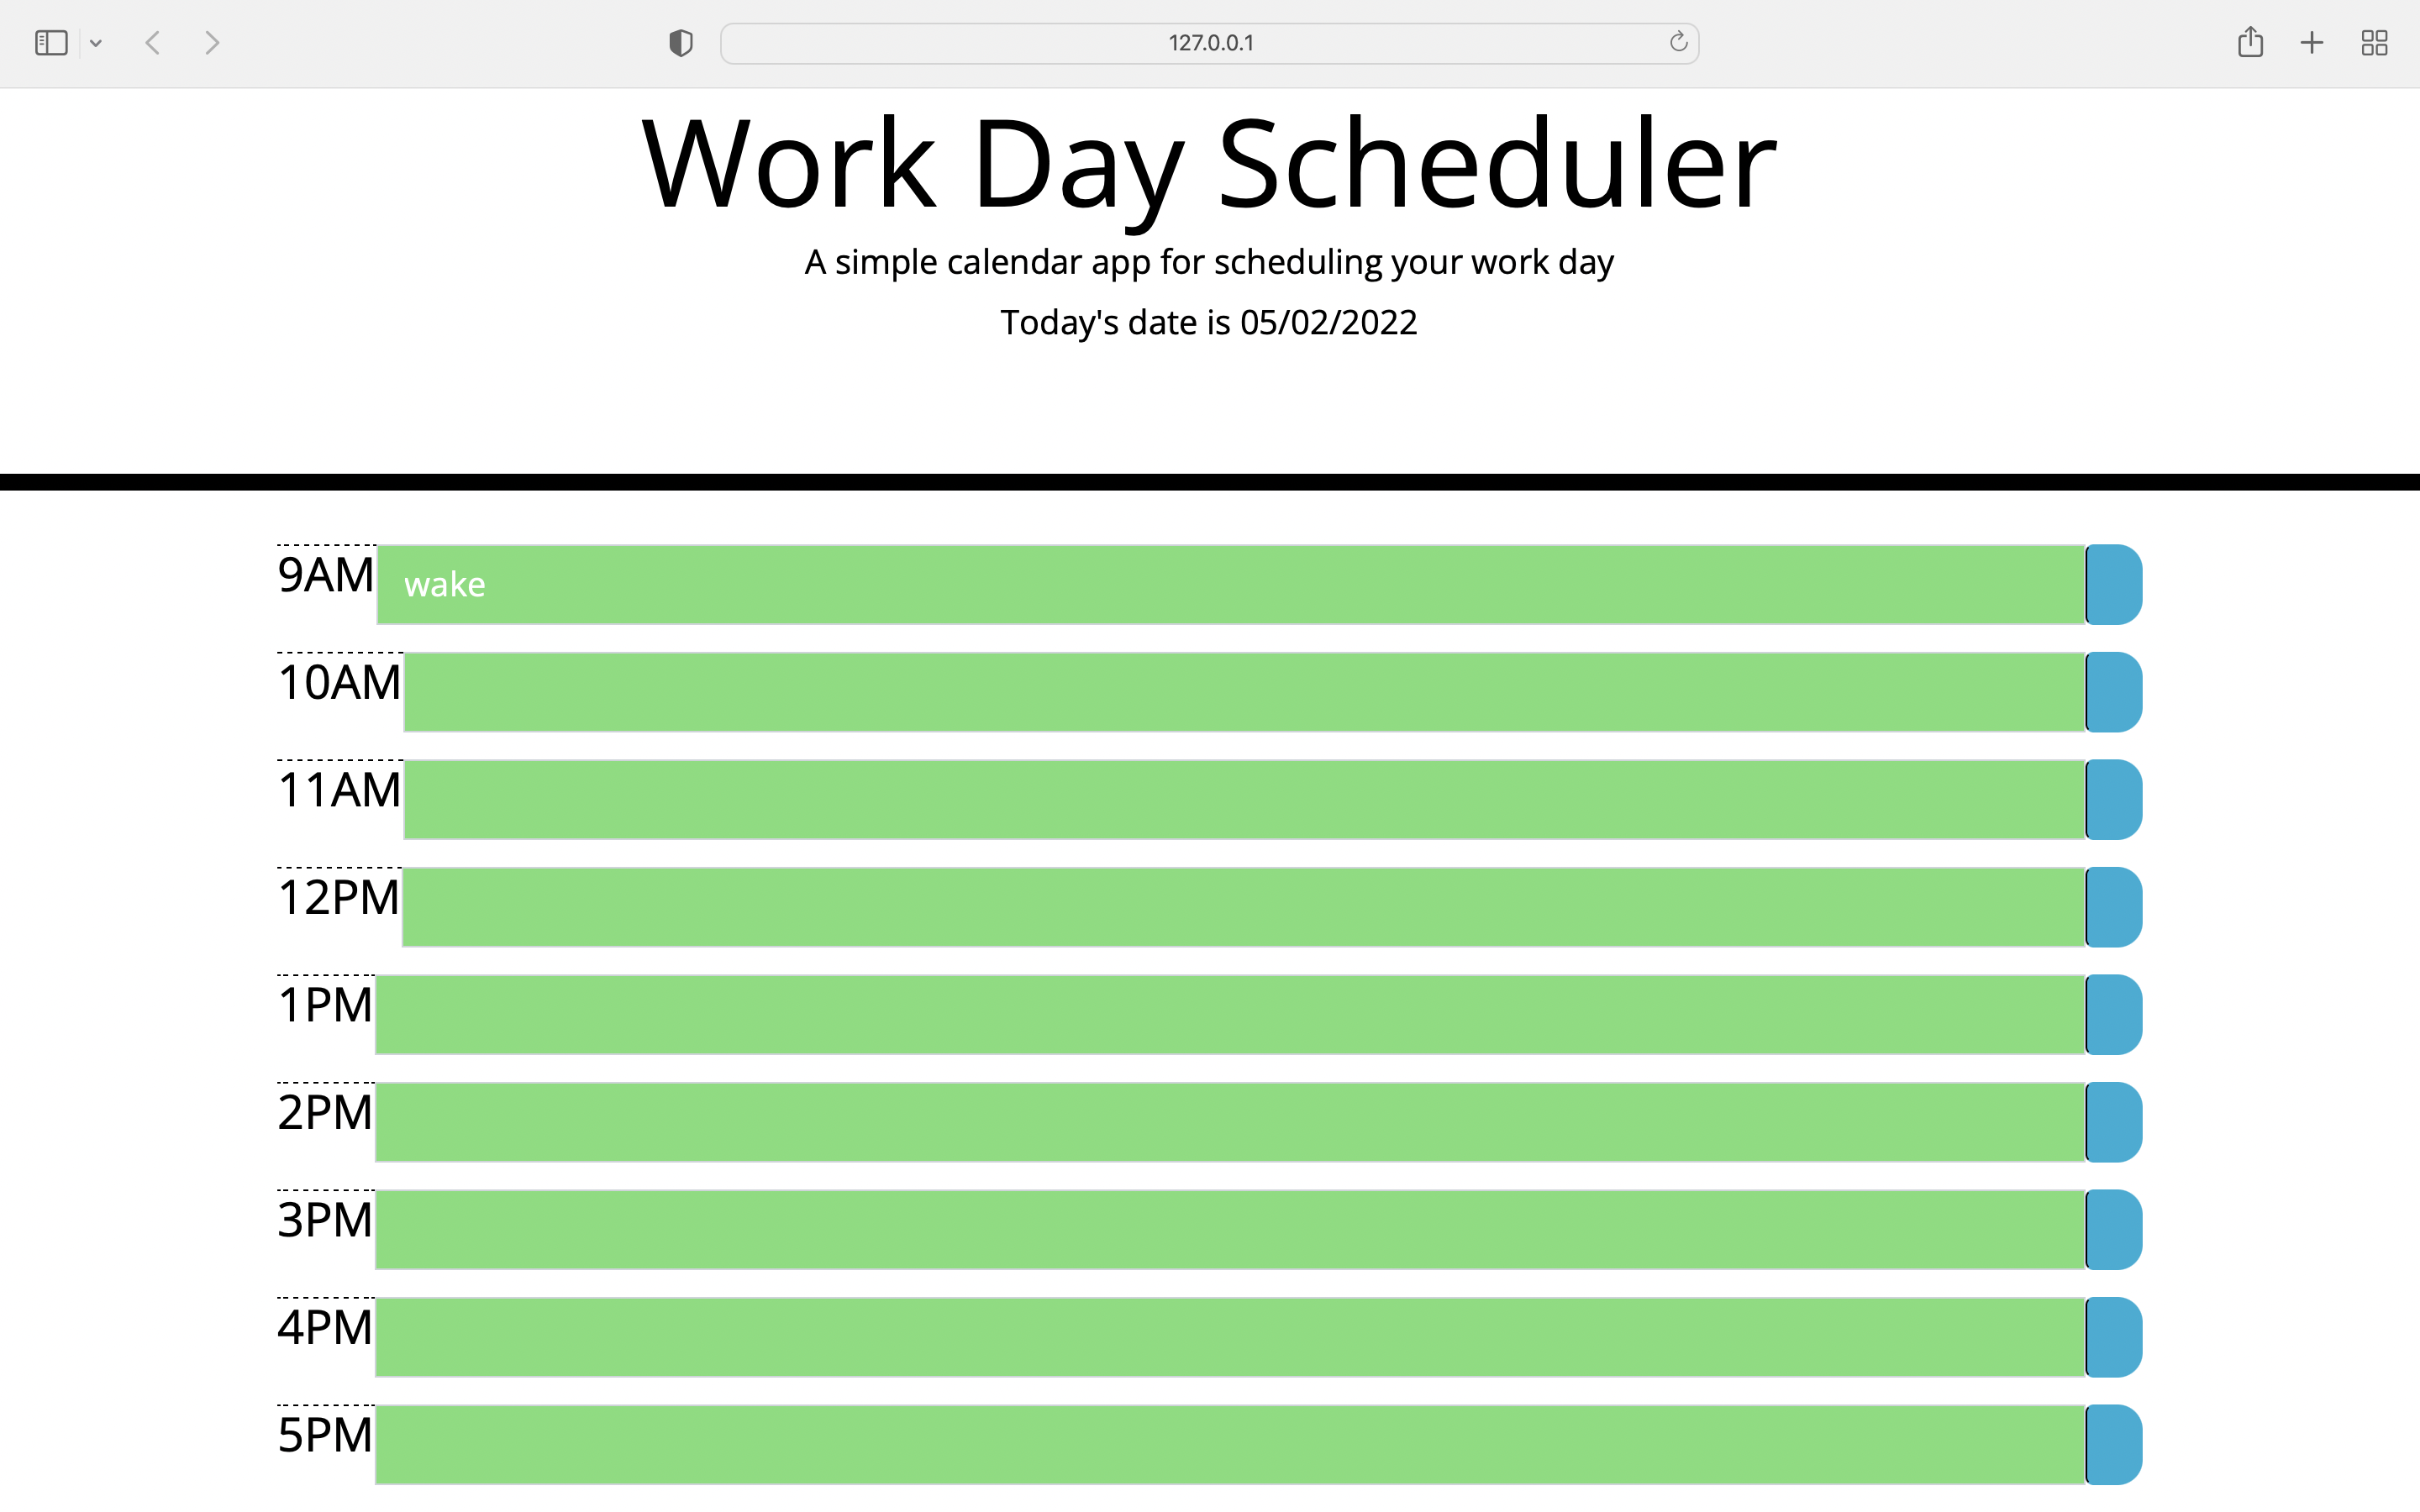 127.0.0.1
Work Day Scheduler
A simple calendar app for scheduling your work day
Today's date is 05/02/2022
9AM wake
10AM
11AM
12PM
1PM
2PM
3PM
4PM
5PM